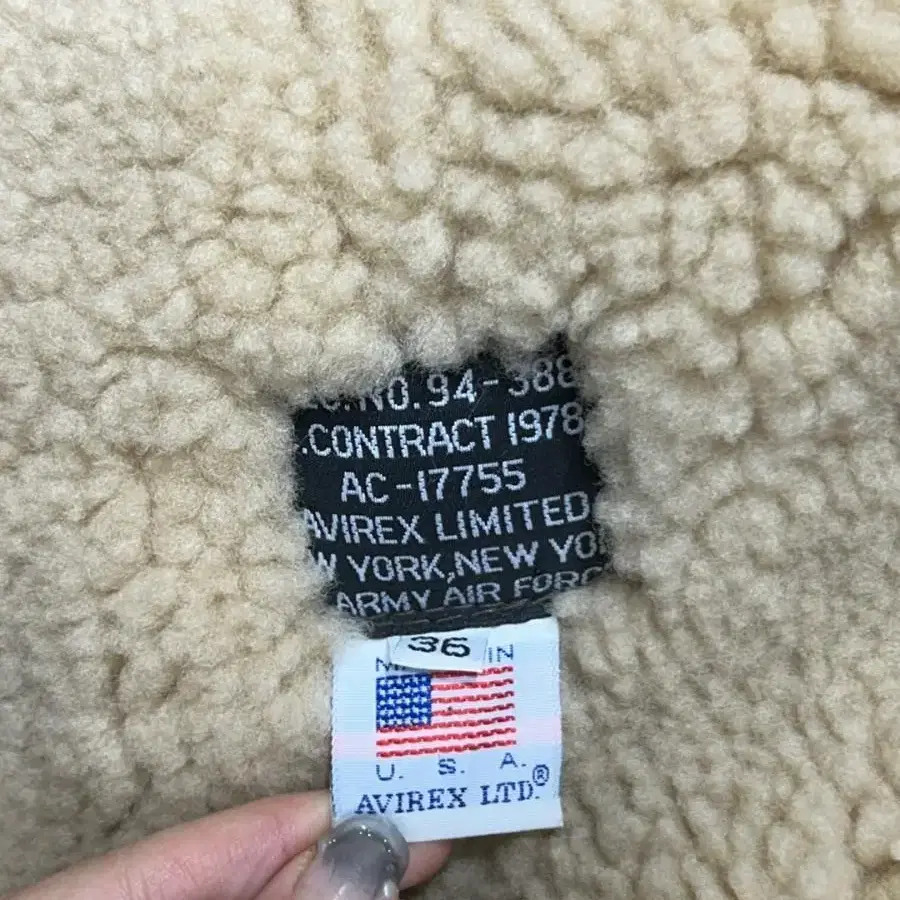 NO.94-388
.CONTRACT 1978
AC-17755
AVIREX LIMITED
YORK, NEW
ARMY AIR
36
IN
U. S. A.
AVIREX LTD.®